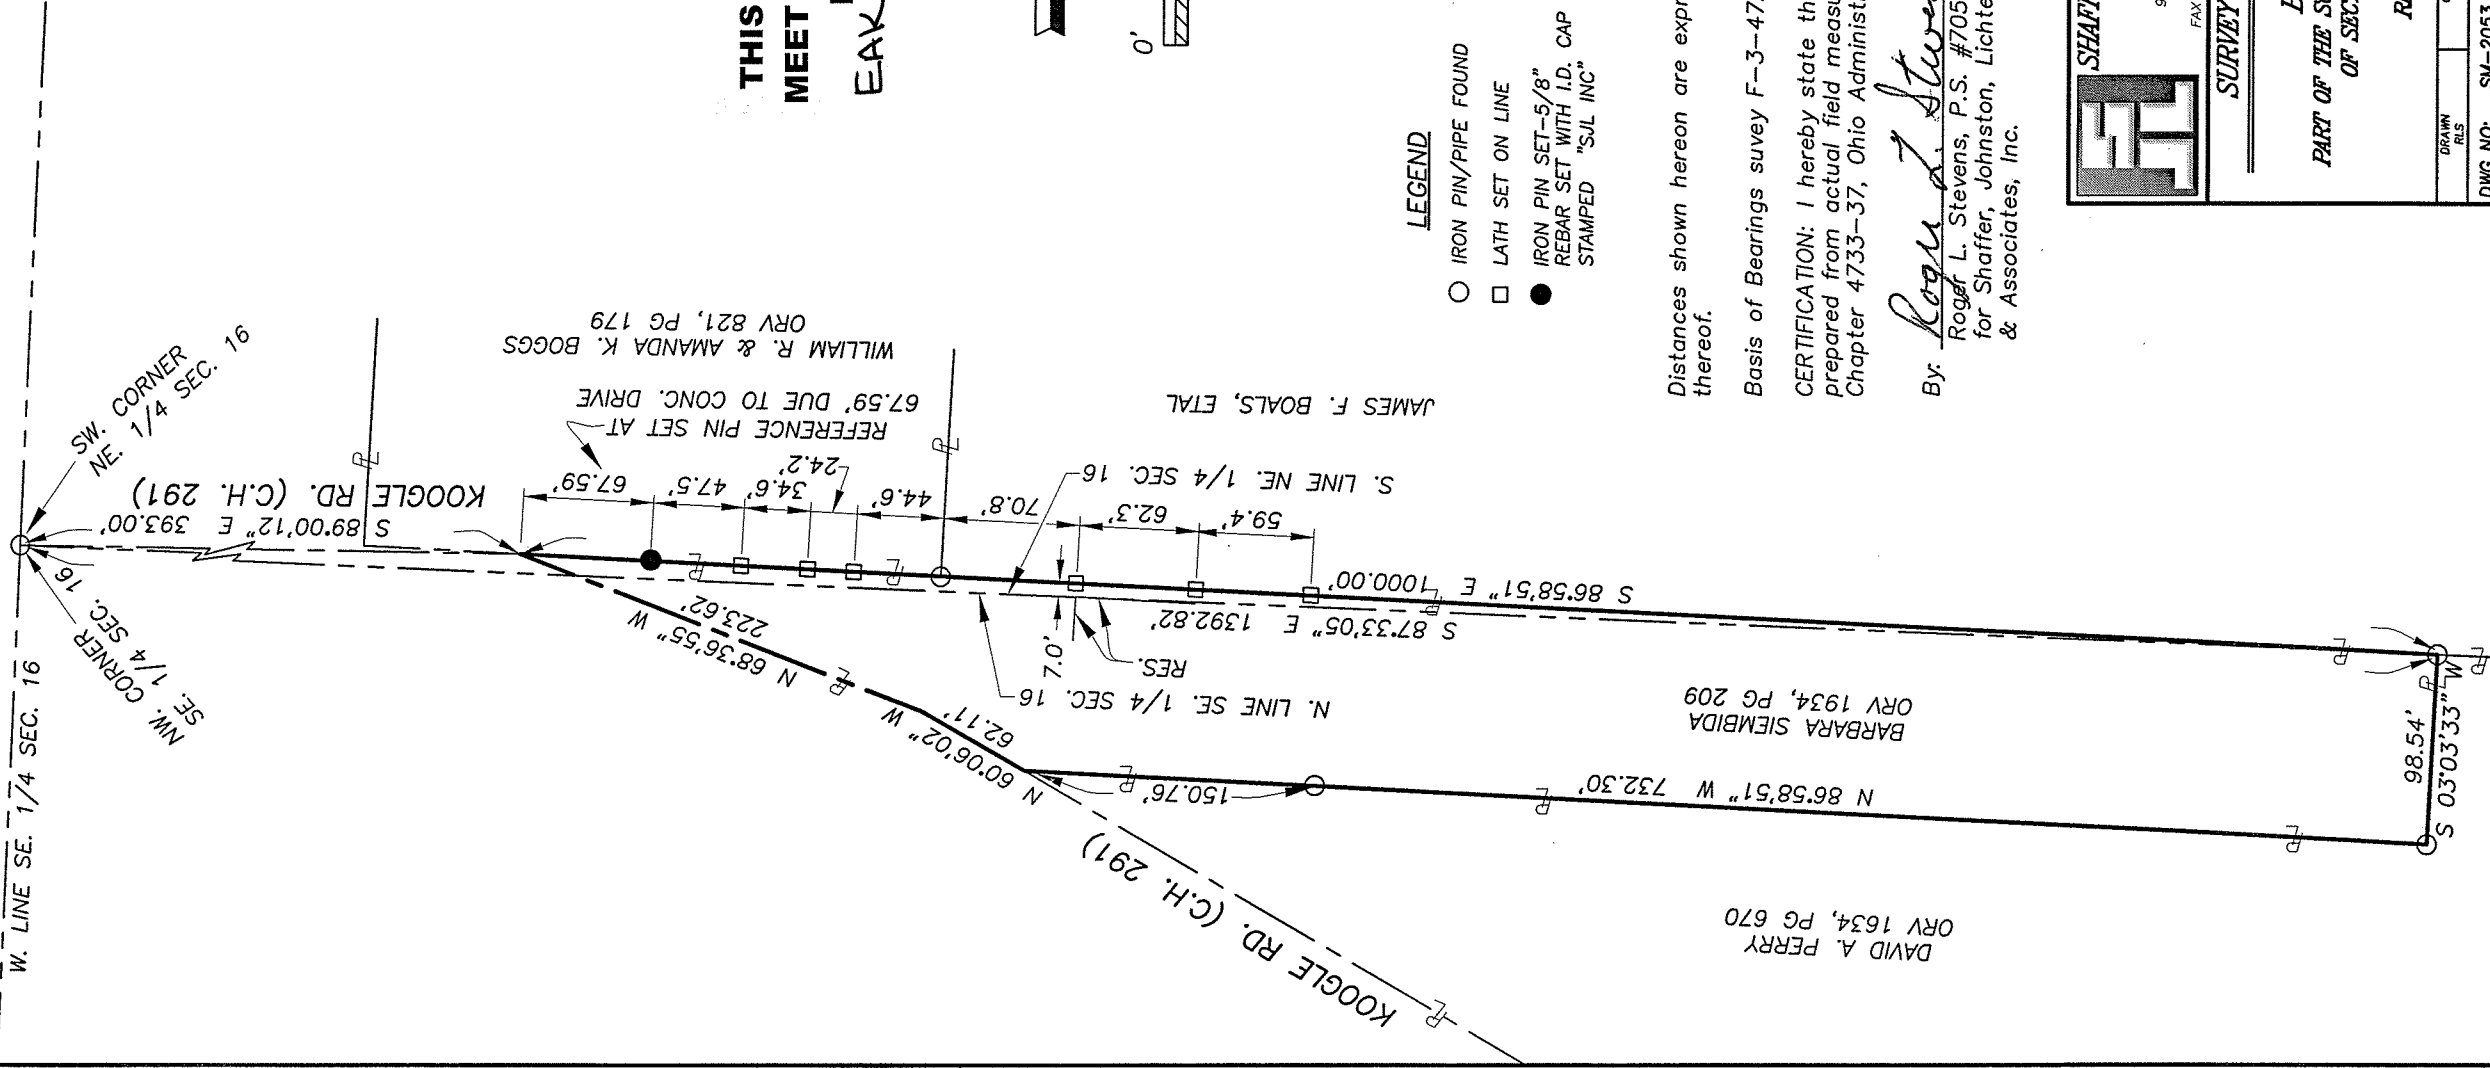 W. LINE SE. 1/4 SEC. 16
SW. CORNER
NE. 1/4 SEC. 16
NW. CORNER
SE. 1/4 SEC. 16
KOOGLE RD. (C.H. 291)
S 89°00'12" E 393.00'
WILLIAM R. & AMANDA K. BOGGS
ORV 821, PG 179
REFERENCE PIN SET AT
67.59' DUE TO CONC. DRIVE
67.59'
47.5'
34.6'
24.2'
44.6'
70.8'
62.3'
59.4'
JAMES F. BOALS, ETAL
S. LINE NE. 1/4 SEC. 16
S 86°58'51" E 1000.00'
S 87°33'05" E 1392.82'
7.0'
RES.
N. LINE SE. 1/4 SEC. 16
N 68°36'55" W
223.62'
N 60°06'02" W
62.11'
150.76'
N 86°58'51" W 732.30'
BARBARA SIEMBIDA
ORV 1934, PG 209
98.54'
S 03°03'33" W
DAVID A. PERRY
ORV 1634, PG 670
KOOGLE RD. (C.H. 291)
THIS
MEET
EAK
0'
LEGEND
IRON PIN/PIPE FOUND
LATH SET ON LINE
IRON PIN SET-5/8"
REBAR SET WITH I.D. CAP
STAMPED "SJL INC"
Distances shown hereon are expr
thereof.
Basis of Bearings suvey F-3-47
CERTIFICATION: I hereby state th
prepared from actual field measu
Chapter 4733-37, Ohio Administ
By: Roger L. Steven
Roger L. Stevens, P.S. #705
for Shaffer, Johnston, Lichte
& Associates, Inc.
SJL
SHAFF
9
FAX
SURVEY
PART OF THE S
OF SEC
R
DRAWN
RLS
DWG NO: SM-2053